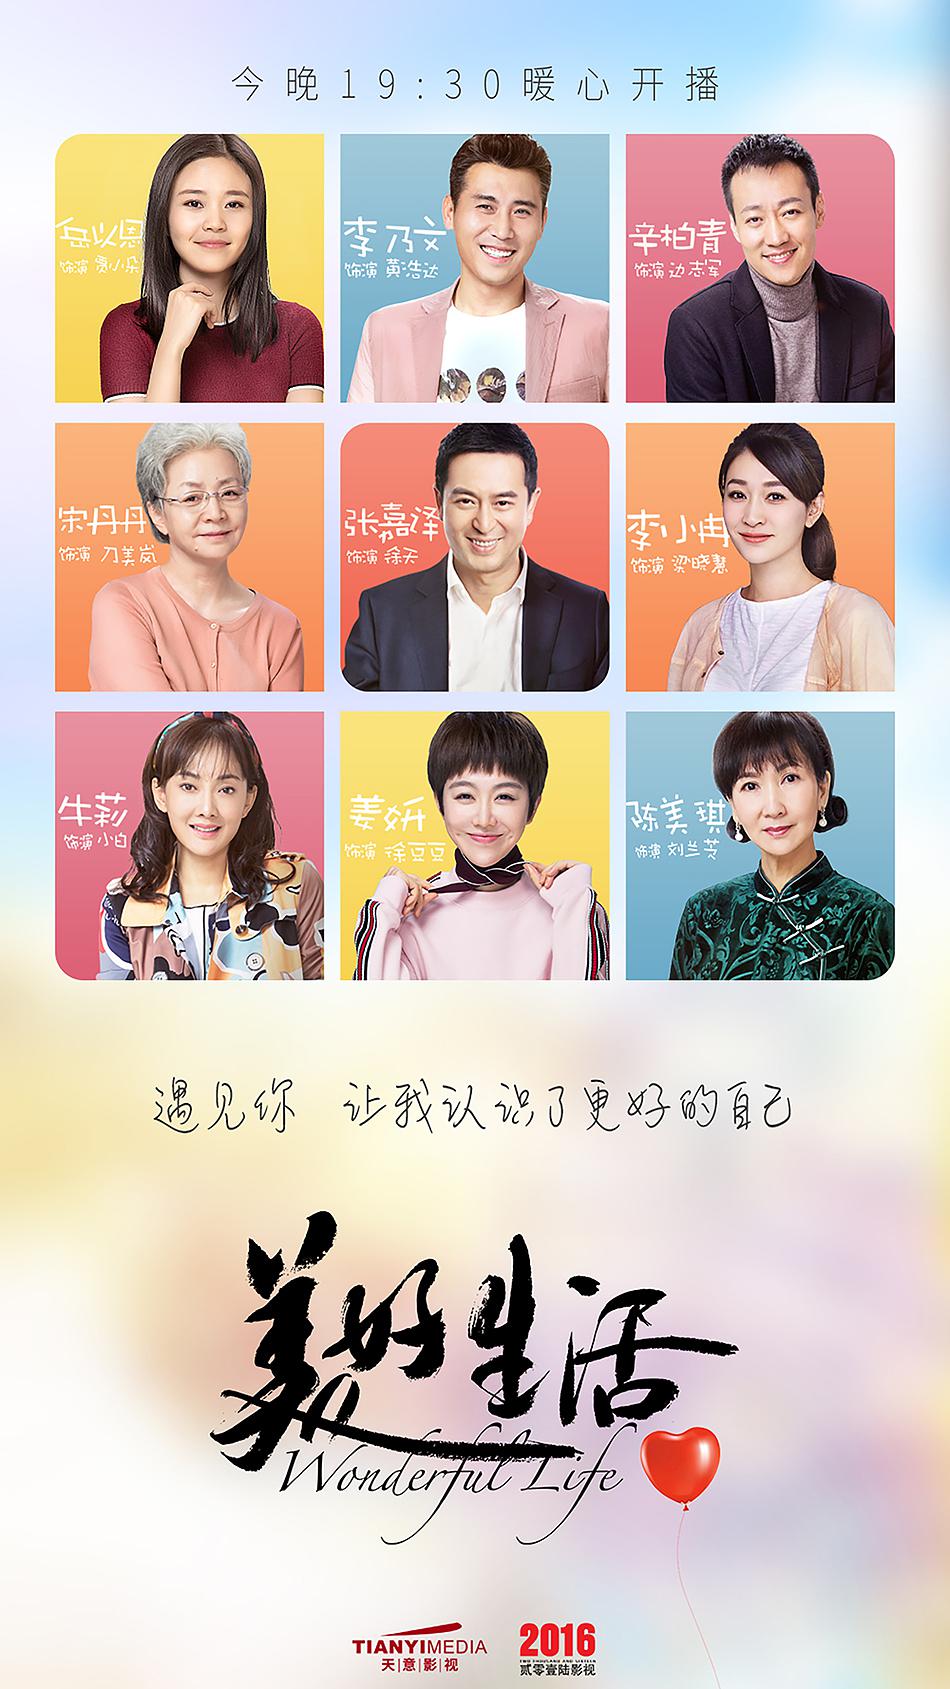 今晚19:30暖心开播
岳以恩
饰演 贾小朵
李乃文
饰演 黄浩达
辛柏青
饰演 边志军
宋丹丹
饰演 刀美岚
张嘉译
饰演 徐天
李小冉
饰演 梁晓慧
牛莉
饰演 小白
姜妍
饰演 徐豆豆
陈美琪
饰演 刘兰芝
遇见你 让我认识了更好的自己
美好生活
Wonderful Life
TIANYIMEDIA
天|意|影|视
2016
TWO THOUSAND AND SIXTEEN
贰零壹陆影视